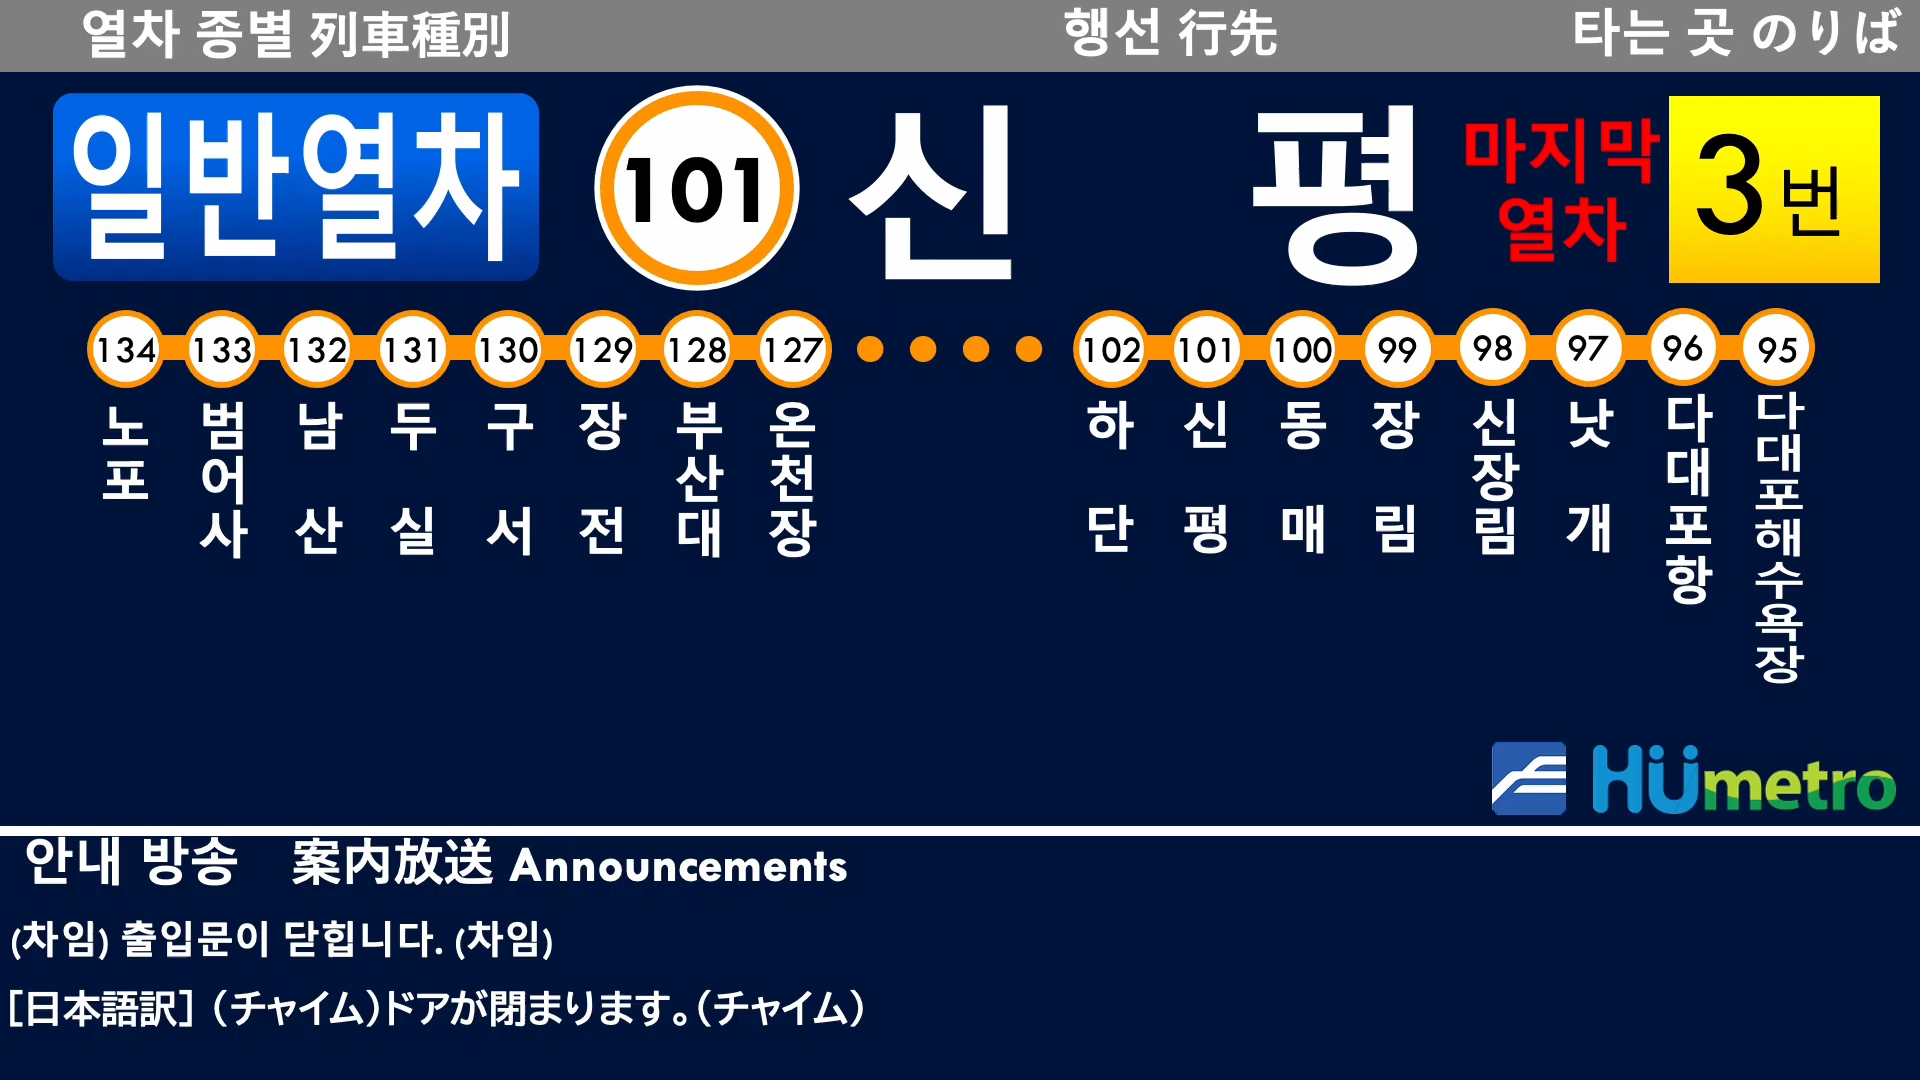 열차 종별 列車種別 행선 行先 타는 곳 のりば
일반열차 101 신 평 마지막 열차 3번
134 133 132 131 130 129 128 127 102 101 100 99 98 97 96 95
노포 범어사 남산 두실 구서 장전 부산대 온천장 하단 신평 동매 장림 신장림 낫개 다대포항 다대포해수욕장
Humetro
안내 방송 案内放送 Announcements
(차임) 출입문이 닫힙니다. (차임)
［日本語訳］（チャイム）ドアが閉まります。（チャイム）